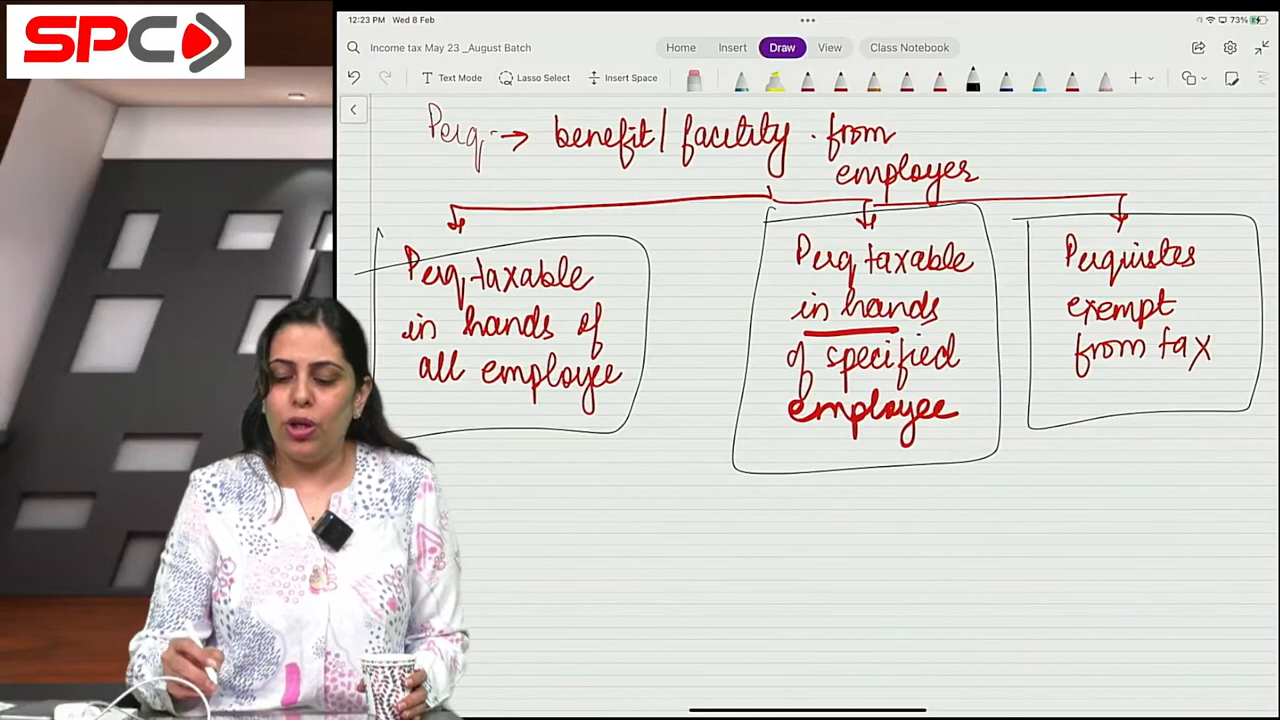 SPC
12:23 PM Wed 8 Feb
73%
Income tax May 23 _August Batch
Home Insert Draw View Class Notebook
Text Mode Lasso Select Insert Space
Perq. → benefit/facility . from
employer
Perq taxable
in hands of
all employee
Perq taxable
in hands
of specified
employee
Perquistes
exempt
from tax